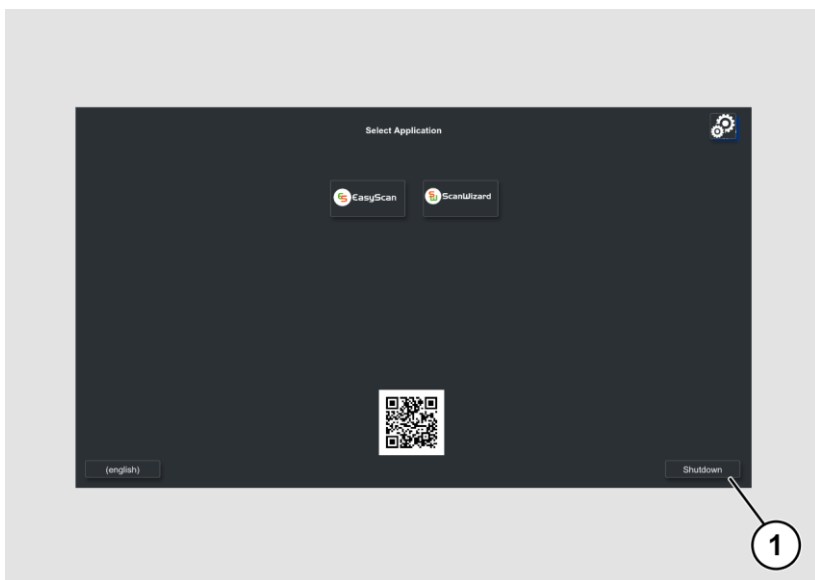 Select Application
EasyScan
ScanWizard
(english)
Shutdown
1